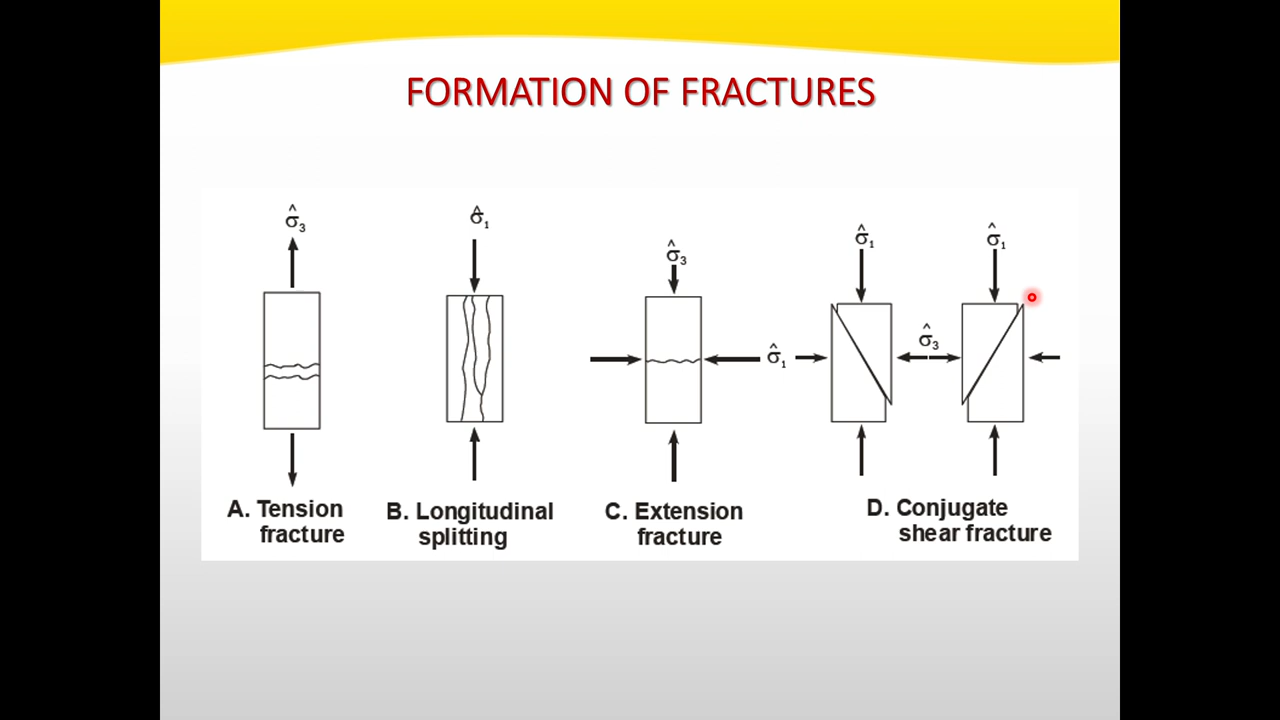 FORMATION OF FRACTURES
σ̂₃
σ̂₁
σ̂₃
σ̂₁
σ̂₁
σ̂₁
σ̂₃
A. Tension
fracture
B. Longitudinal
splitting
C. Extension
fracture
D. Conjugate
shear fracture